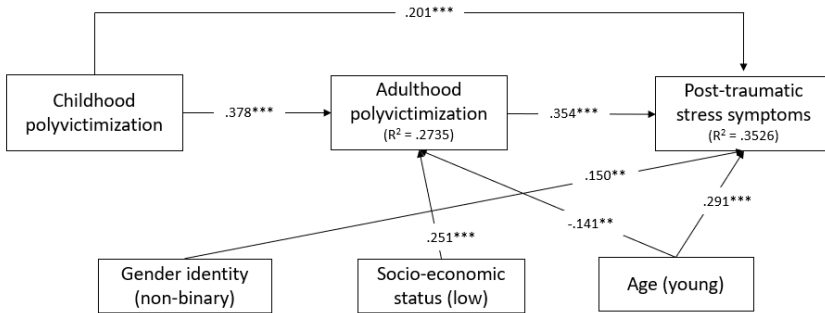 .201***
Childhood
polyvictimization
.378***
Adulthood
polyvictimization
(R² = .2735)
.354***
Post-traumatic
stress symptoms
(R² = .3526)
.150**
.291***
-.141**
.251***
Gender identity
(non-binary)
Socio-economic
status (low)
Age (young)